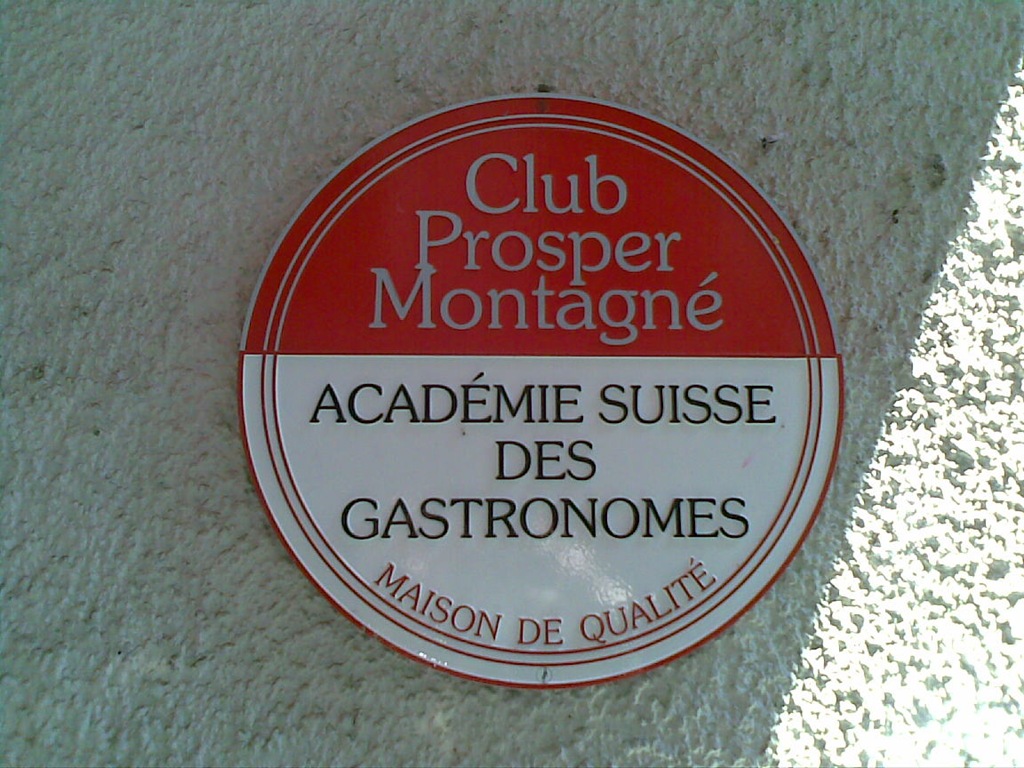 Club
Prosper
Montagné
ACADÉMIE SUISSE
DES
GASTRONOMES
MAISON DE QUALITÉ